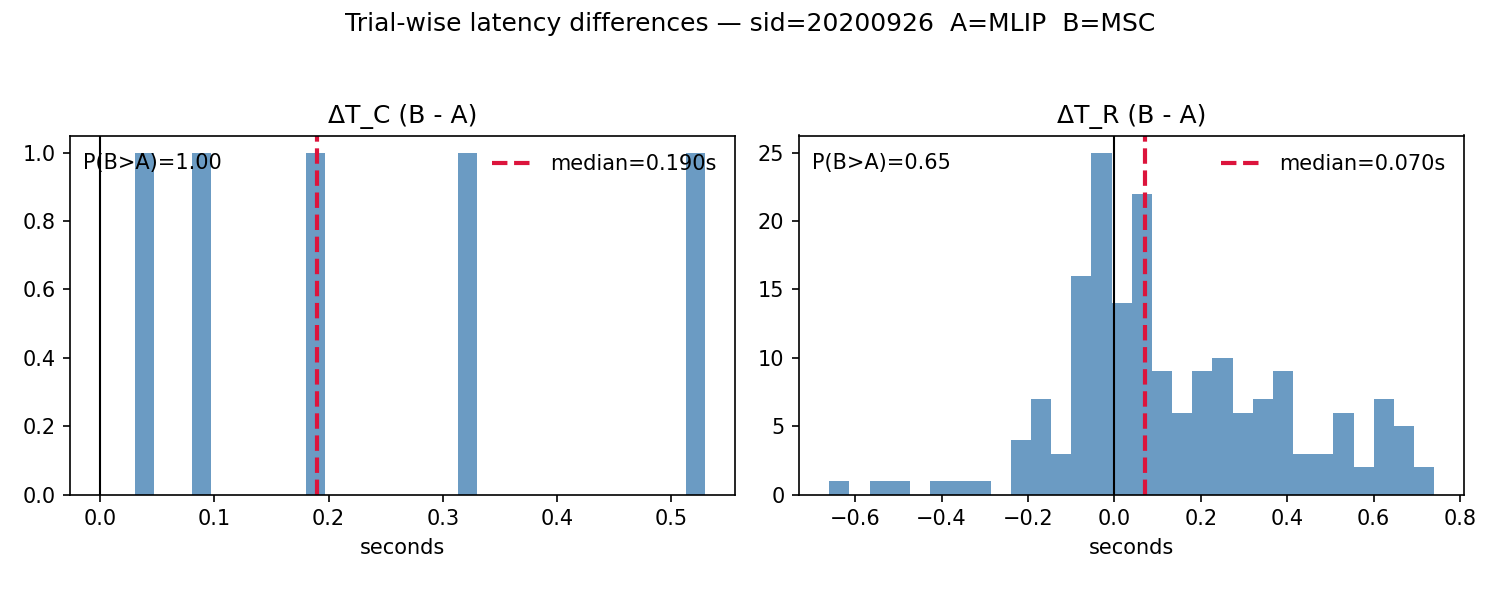 Trial-wise latency differences — sid=20200926  A=MLIP  B=MSC
ΔT_C (B - A)
P(B>A)=1.00
median=0.190s
1.0
0.8
0.6
0.4
0.2
0.0
0.0 0.1 0.2 0.3 0.4 0.5
seconds
ΔT_R (B - A)
P(B>A)=0.65
median=0.070s
25
20
15
10
5
0
−0.6 −0.4 −0.2 0.0 0.2 0.4 0.6 0.8
seconds